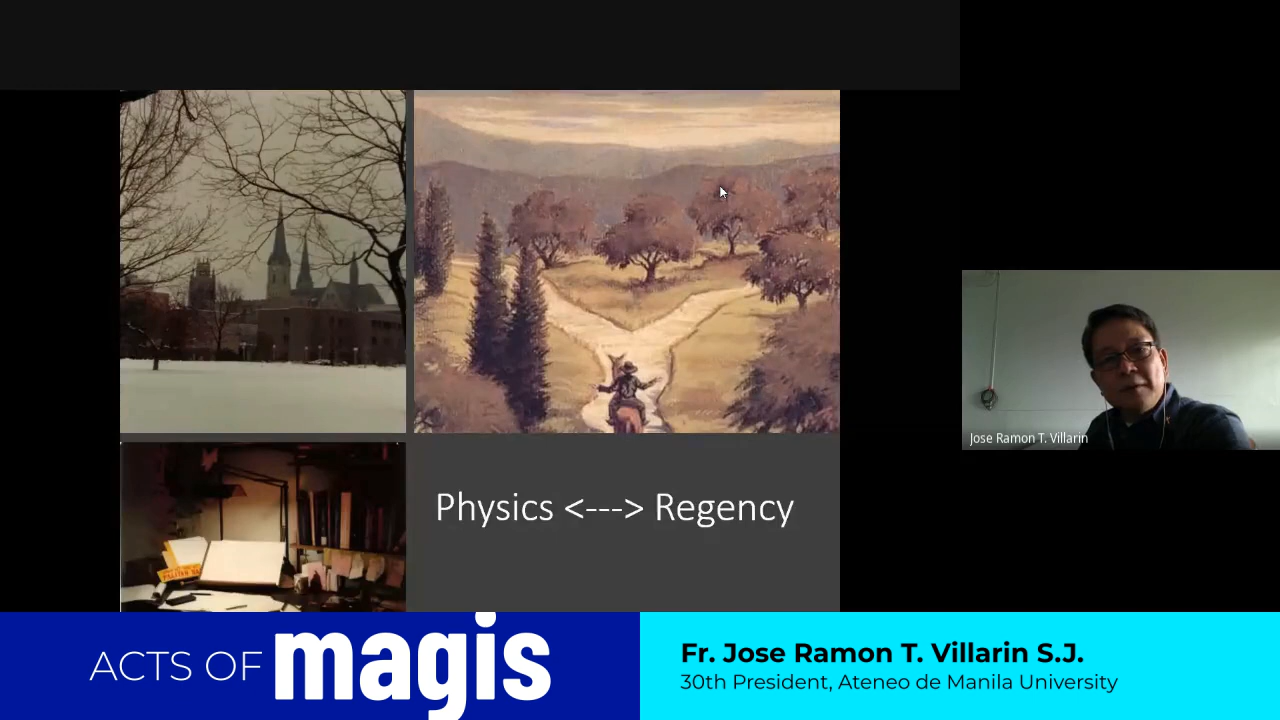 Physics <---> Regency
Jose Ramon T. Villarin
ACTS OF magis
Fr. Jose Ramon T. Villarin S.J.
30th President, Ateneo de Manila University